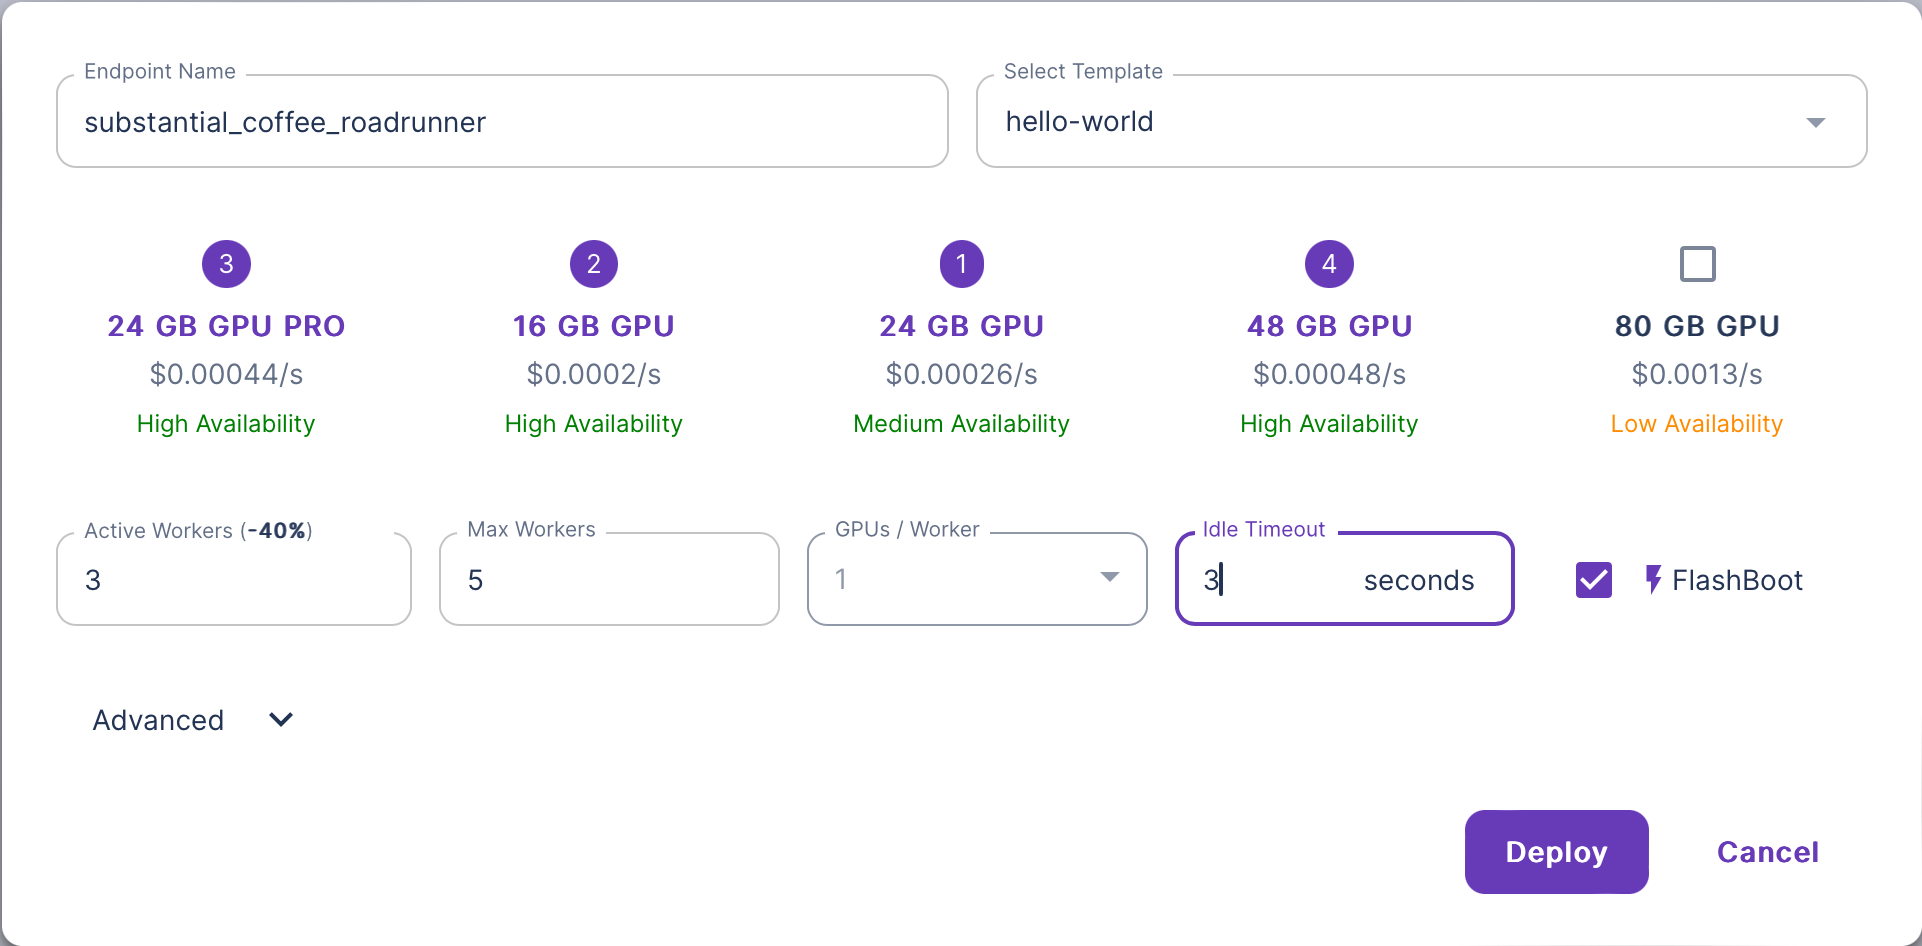 Endpoint Name
substantial_coffee_roadrunner
Select Template
hello-world
3
24 GB GPU PRO
$0.00044/s
High Availability
2
16 GB GPU
$0.0002/s
High Availability
1
24 GB GPU
$0.00026/s
Medium Availability
4
48 GB GPU
$0.00048/s
High Availability
80 GB GPU
$0.0013/s
Low Availability
Active Workers (-40%)
3
Max Workers
5
GPUs / Worker
1
Idle Timeout
3 seconds
FlashBoot
Advanced
Deploy
Cancel